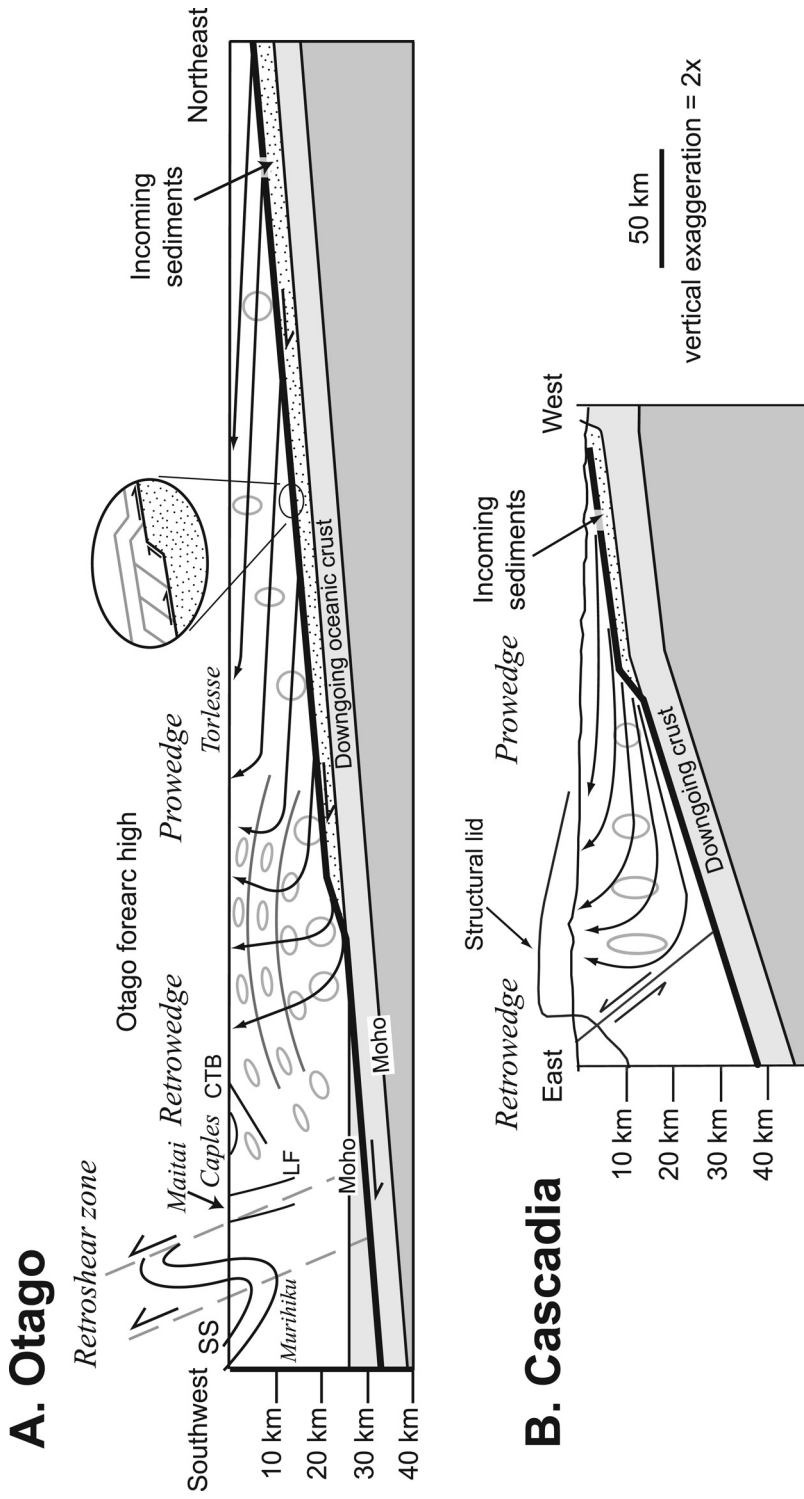 A. Otago
Retroshear zone
Otago forearc high
Maitai
Retrowedge
Prowedge
Incoming
sediments
Southwest
SS
Caples
CTB
Torlesse
Northeast
Murihiku
LF
Moho
Moho
Downgoing oceanic crust
10 km
20 km
30 km
40 km
B. Cascadia
Retrowedge
Structural lid
Prowedge
Incoming
sediments
East
West
Downgoing crust
10 km
20 km
30 km
40 km
50 km
vertical exaggeration = 2x